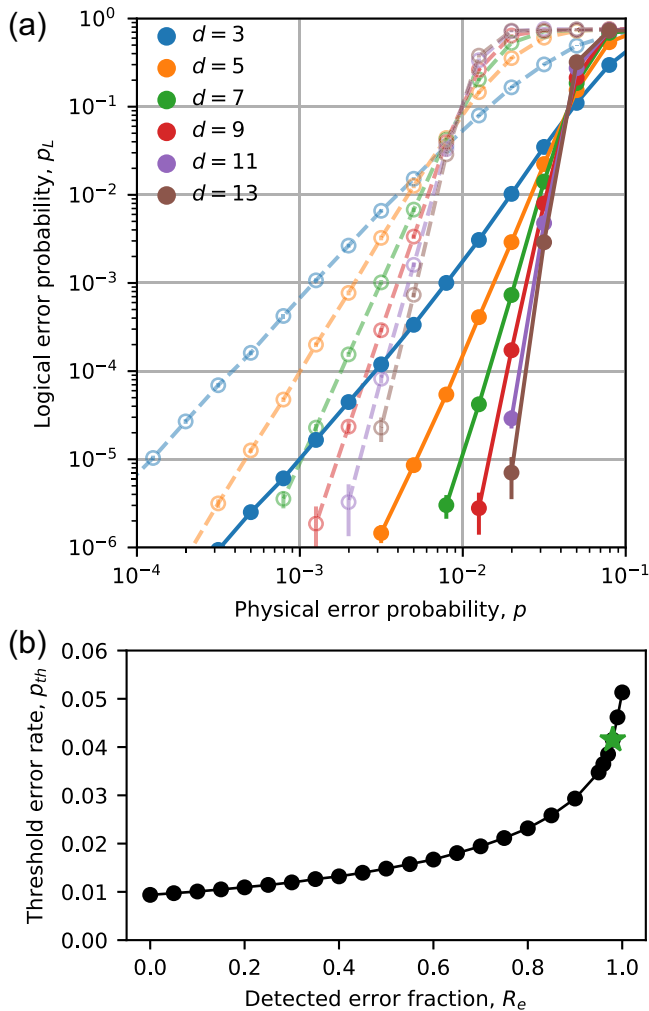 (a)
d = 3
d = 5
d = 7
d = 9
d = 11
d = 13
10⁰
10⁻¹
10⁻²
10⁻³
10⁻⁴
10⁻⁵
10⁻⁶
Logical error probability, p_L
10⁻⁴ 10⁻³ 10⁻² 10⁻¹
Physical error probability, p
(b)
0.06
0.05
0.04
0.03
0.02
0.01
0.00
Threshold error rate, p_th
0.0 0.2 0.4 0.6 0.8 1.0
Detected error fraction, R_e